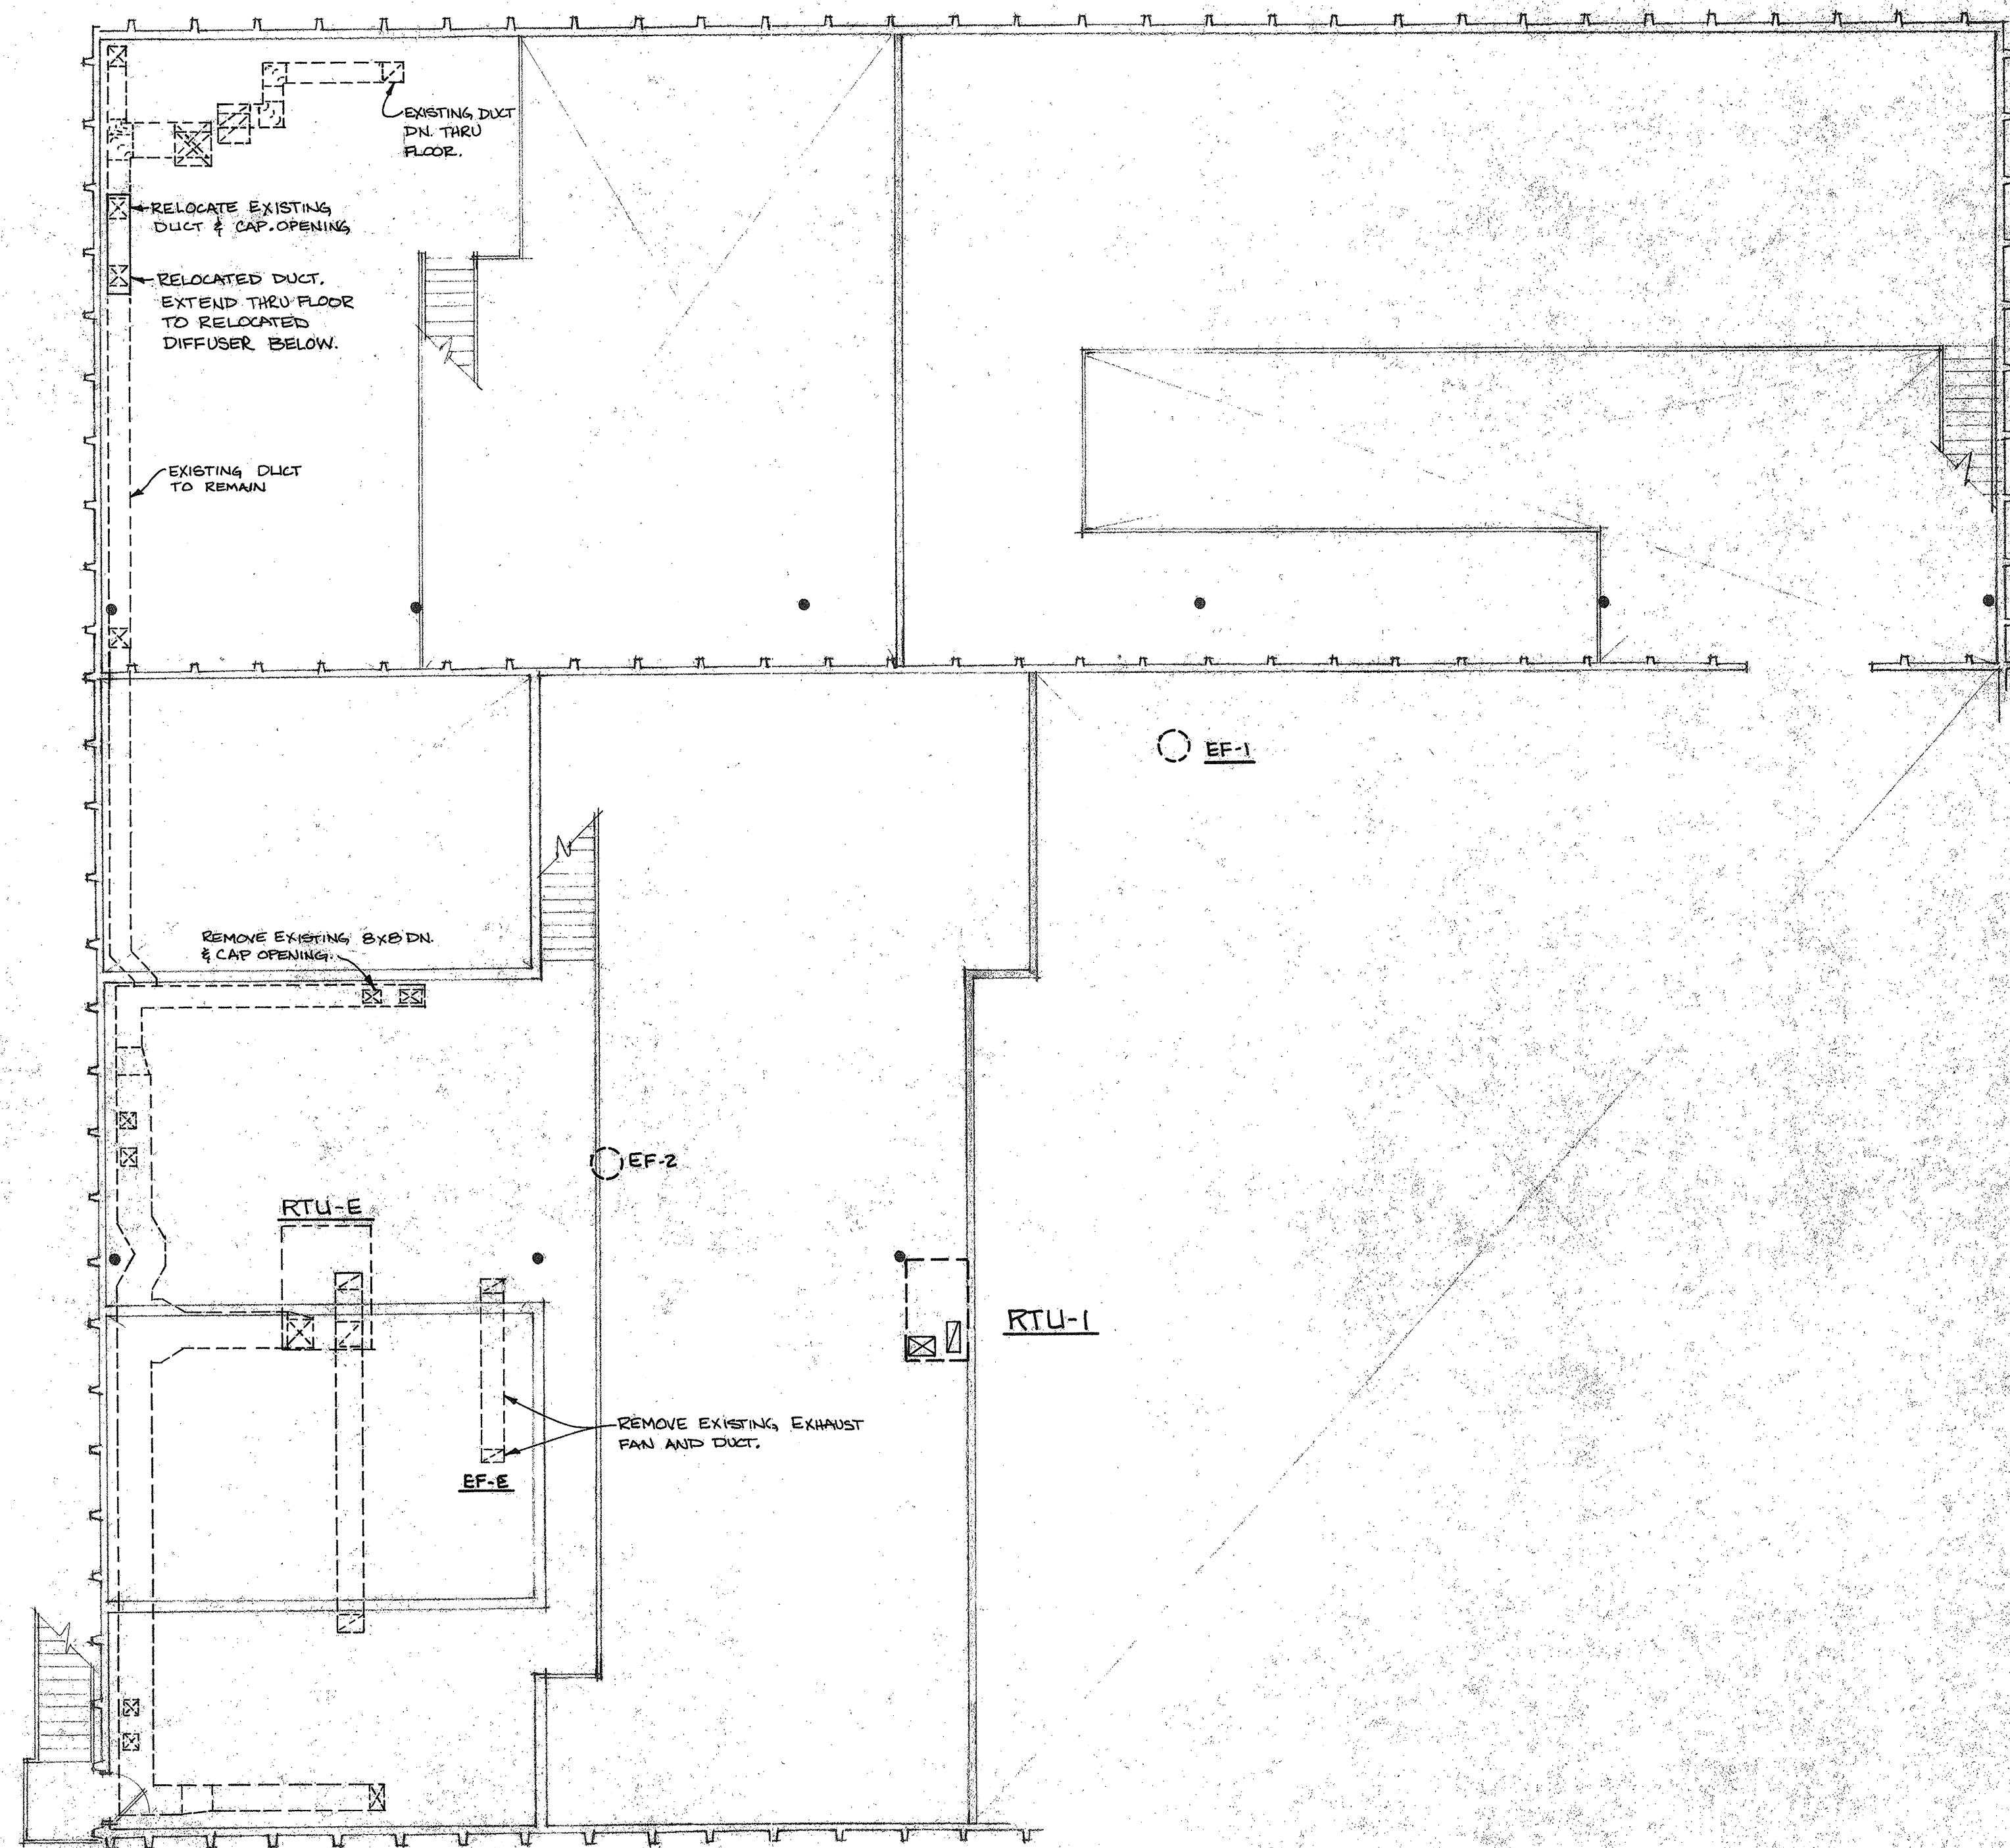 EXISTING DUCT
DN. THRU
FLOOR.
RELOCATE EXISTING
DUCT & CAP. OPENING
RELOCATED DUCT.
EXTEND THRU FLOOR
TO RELOCATED
DIFFUSER BELOW.
EXISTING DUCT
TO REMAIN
EF-1
REMOVE EXISTING 8X8 DN.
& CAP OPENING.
EF-2
RTU-E
RTU-1
REMOVE EXISTING EXHAUST
FAN AND DUCT.
EF-E